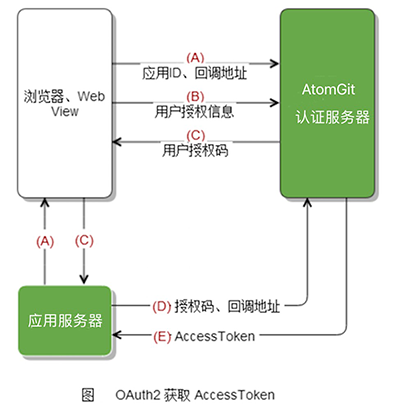 (A)
应用ID、回调地址
(B)
用户授权信息
(C)
用户授权码
浏览器、Web
View
AtomGit
认证服务器
(A)
(C)
应用服务器
(D) 授权码、回调地址
(E) AccessToken
图 OAuth2 获取 AccessToken